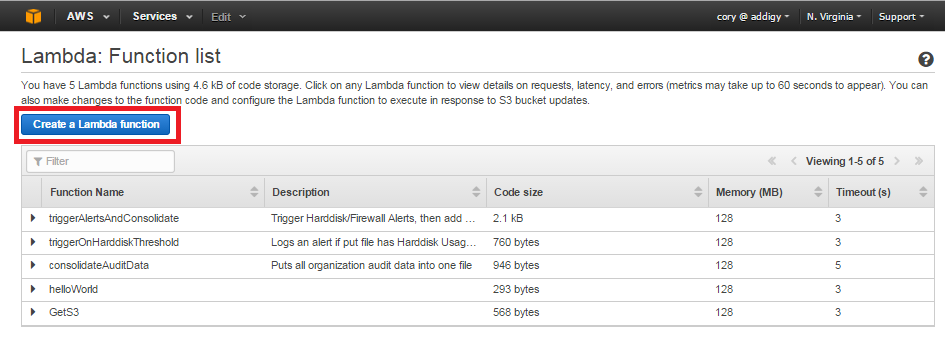 AWS Services Edit cory @ addigy N. Virginia Support
Lambda: Function list
?
You have 5 Lambda functions using 4.6 kB of code storage. Click on any Lambda function to view details on requests, latency, and errors (metrics may take up to 60 seconds to appear). You can
also make changes to the function code and configure the Lambda function to execute in response to S3 bucket updates.
Create a Lambda function
Filter Viewing 1-5 of 5
Function Name Description Code size Memory (MB) Timeout (s)
triggerAlertsAndConsolidate Trigger Harddisk/Firewall Alerts, then add ... 2.1 kB 128 3
triggerOnHarddiskThreshold Logs an alert if put file has Harddisk Usag... 760 bytes 128 3
consolidateAuditData Puts all organization audit data into one file 946 bytes 128 5
helloWorld 293 bytes 128 3
GetS3 568 bytes 128 3